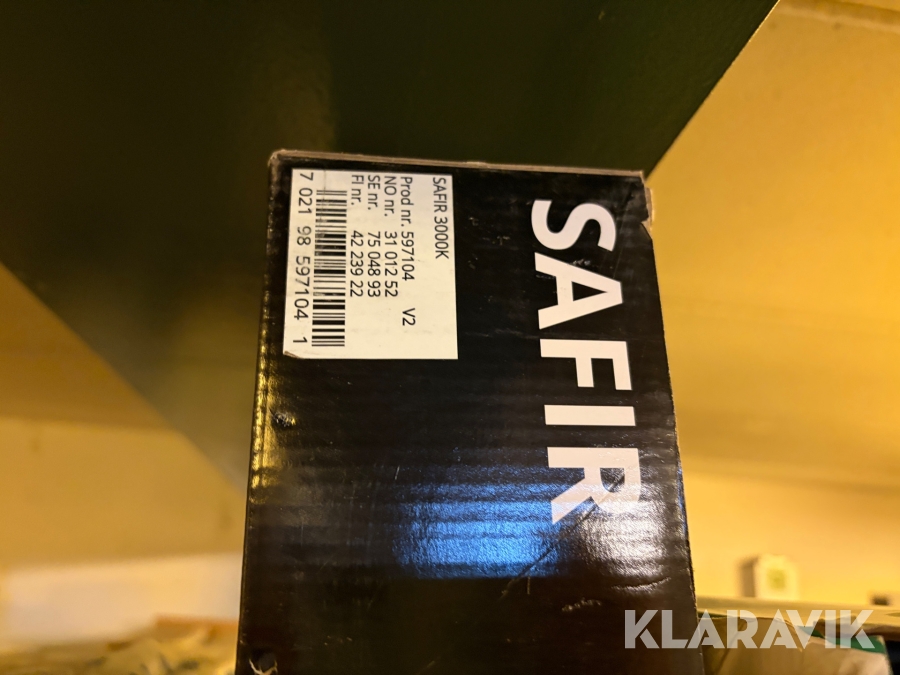 SAFIR 3000K
Prod nr. 597104 V2
NO nr. 31 012 52
SE nr. 75 048 93
FI nr. 42 239 22
7 021 98 597104 1
SAFIR
KLARAVIK